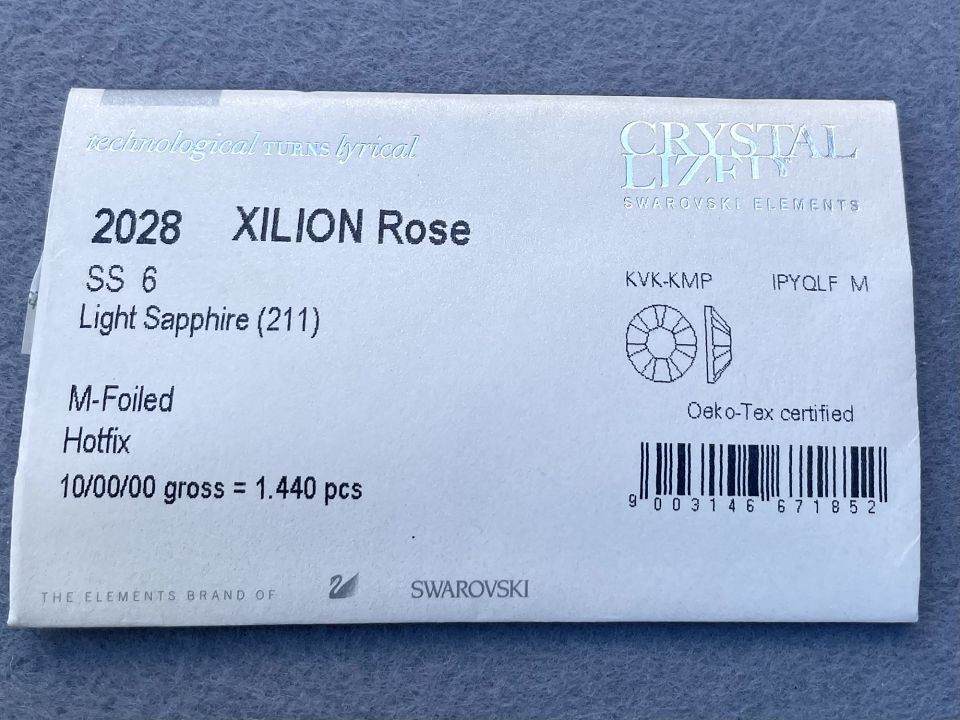 technological TURNS lyrical
CRYSTAL
LIZED
SWAROVSKI ELEMENTS
2028 XILION Rose
SS 6
Light Sapphire (211)
KVK-KMP IPYQLF M
M-Foiled
Hotfix
10/00/00 gross = 1.440 pcs
Oeko-Tex certified
9 003146 671852
THE ELEMENTS BRAND OF SWAROVSKI